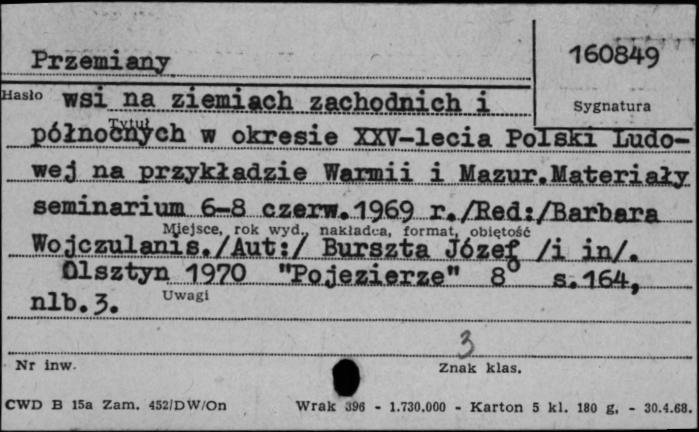 Przemiany
160849
Hasło
Sygnatura
wsi na ziemiach zachodnich i
Tytuł
północnych w okresie XXV-lecia Polski Ludo-
wej na przykładzie Warmii i Mazur.Materiały
seminarium 6-8 czerw.1969 r./Red:/Barbara
Miejsce, rok wyd., nakładca, format, objętość
Wojczulanis./Aut:/ Burszta Józef /i in/.
Olsztyn 1970 "Pojezierze" 8° s.164,
Uwagi
nlb.3.
3
Nr inw.
Znak klas.
CWD B 15a Zam. 452/DW/On
Wrak 396 - 1.730.000 - Karton 5 kl. 180 g. - 30.4.68.